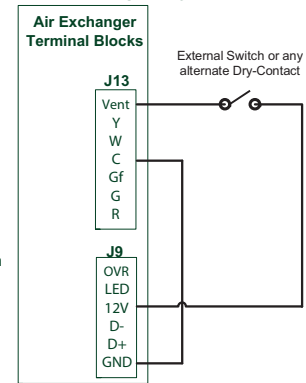 Air Exchanger
Terminal Blocks
External Switch or any
alternate Dry-Contact
J13
Vent
Y
W
C
Gf
G
R
J9
OVR
LED
12V
D-
D+
GND